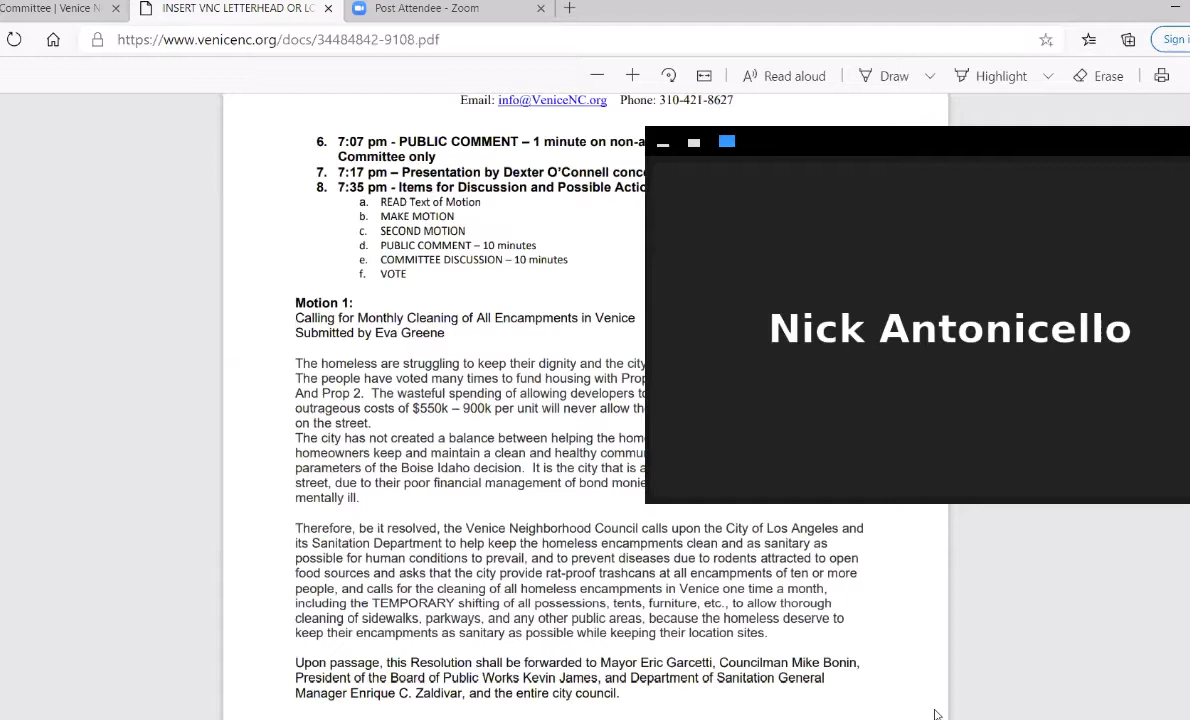 Committee | Venice N
INSERT VNC LETTERHEAD OR LC
Post Attendee - Zoom
https://www.venicenc.org/docs/34484842-9108.pdf
Sign i
Read aloud
Draw
Highlight
Erase
Email: info@VeniceNC.org Phone: 310-421-8627
6. 7:07 pm - PUBLIC COMMENT – 1 minute on non-a
Committee only
7. 7:17 pm – Presentation by Dexter O'Connell conc
8. 7:35 pm - Items for Discussion and Possible Actio
a. READ Text of Motion
b. MAKE MOTION
c. SECOND MOTION
d. PUBLIC COMMENT – 10 minutes
e. COMMITTEE DISCUSSION – 10 minutes
f. VOTE
Nick Antonicello
Motion 1:
Calling for Monthly Cleaning of All Encampments in Venice
Submitted by Eva Greene
The homeless are struggling to keep their dignity and the city
The people have voted many times to fund housing with Prop
And Prop 2. The wasteful spending of allowing developers to
outrageous costs of $550k – 900k per unit will never allow the
on the street.
The city has not created a balance between helping the hom
homeowners keep and maintain a clean and healthy commu
parameters of the Boise Idaho decision. It is the city that is a
street, due to their poor financial management of bond monie
mentally ill.
Therefore, be it resolved, the Venice Neighborhood Council calls upon the City of Los Angeles and
its Sanitation Department to help keep the homeless encampments clean and as sanitary as
possible for human conditions to prevail, and to prevent diseases due to rodents attracted to open
food sources and asks that the city provide rat-proof trashcans at all encampments of ten or more
people, and calls for the cleaning of all homeless encampments in Venice one time a month,
including the TEMPORARY shifting of all possessions, tents, furniture, etc., to allow thorough
cleaning of sidewalks, parkways, and any other public areas, because the homeless deserve to
keep their encampments as sanitary as possible while keeping their location sites.
Upon passage, this Resolution shall be forwarded to Mayor Eric Garcetti, Councilman Mike Bonin,
President of the Board of Public Works Kevin James, and Department of Sanitation General
Manager Enrique C. Zaldivar, and the entire city council.